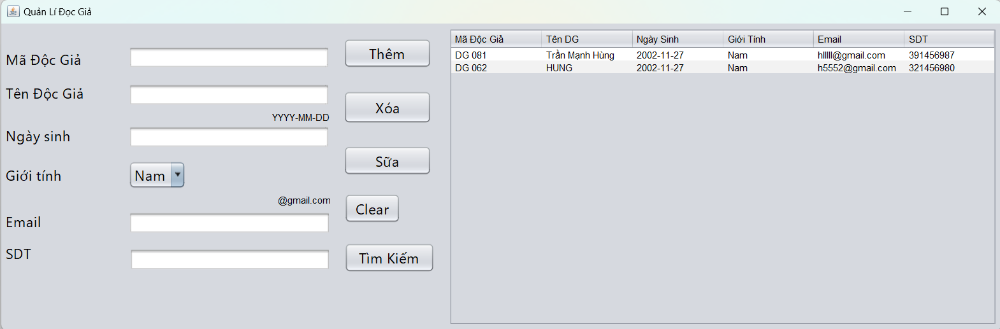 Quản Lí Đọc Giả
Mã Độc Giả
Thêm
Tên Độc Giả
YYYY-MM-DD
Xóa
Ngày sinh
Sữa
Giới tính
Nam
@gmail.com
Clear
Email
SDT
Tìm Kiếm
Mã Độc Giả Tên DG Ngày Sinh Giới Tính Email SDT
DG 081 Trần Mạnh Hùng 2002-11-27 Nam hlllll@gmail.com 391456987
DG 062 HUNG 2002-11-27 Nam h5552@gmail.com 321456980